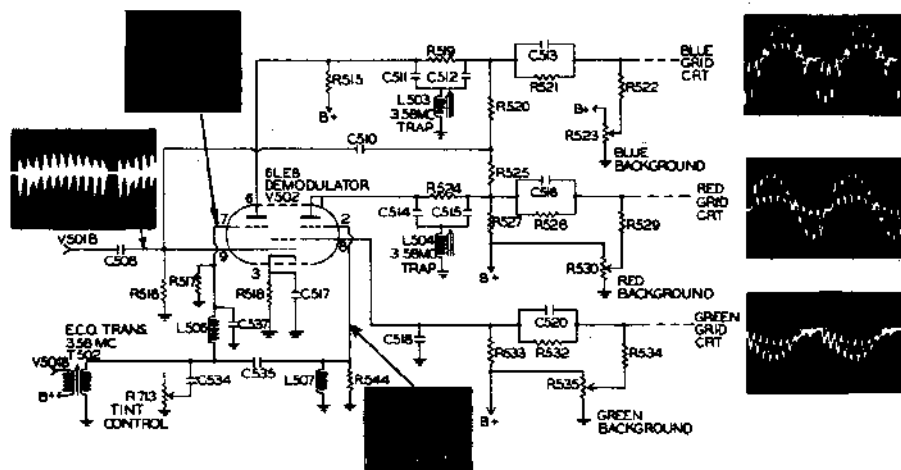 R519
C513
BLUE
GRID
CRT
R515
C511
C512
R521
R522
B+
L503
3.58MC
TRAP
R520
B+
R523
C510
BLUE
BACKGROUND
6LE8
DEMODULATOR
V502
R525
R524
C516
RED
GRID
CRT
6
7
2
C514
C515
R527
R528
R529
V501B
C508
9
8
L504
3.58MC
TRAP
R530
3
B+
R516
R517
R518
C517
RED
BACKGROUND
E.C.O. TRANS.
3.58 MC
T502
L506
C537
C518
C520
GREEN
GRID
CRT
R533
R532
R534
V501B
C535
B+
R713
C534
L507
R544
R535
TINT
CONTROL
B+
GREEN
BACKGROUND